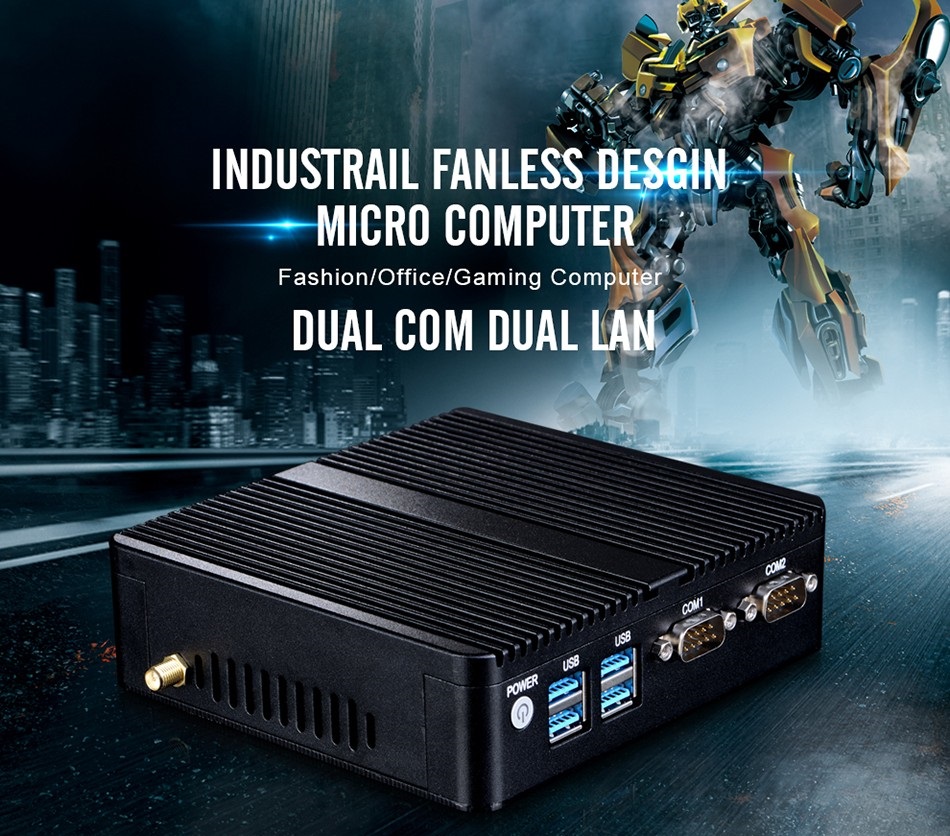 INDUSTRAIL FANLESS DESGIN
MICRO COMPUTER
Fashion/Office/Gaming Computer
DUAL COM DUAL LAN
COM2
COM1
USB
USB
POWER